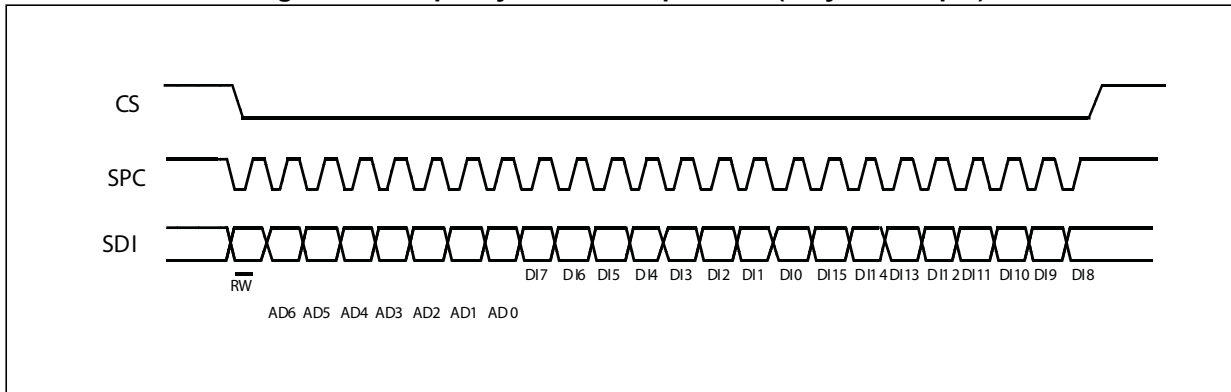 CS
SPC
SDI
RW
DI7 DI6 DI5 DI4 DI3 DI2 DI1 DI0 DI15 DI14 DI13 DI12 DI11 DI10 DI9 DI8
AD6 AD5 AD4 AD3 AD2 AD1 AD0